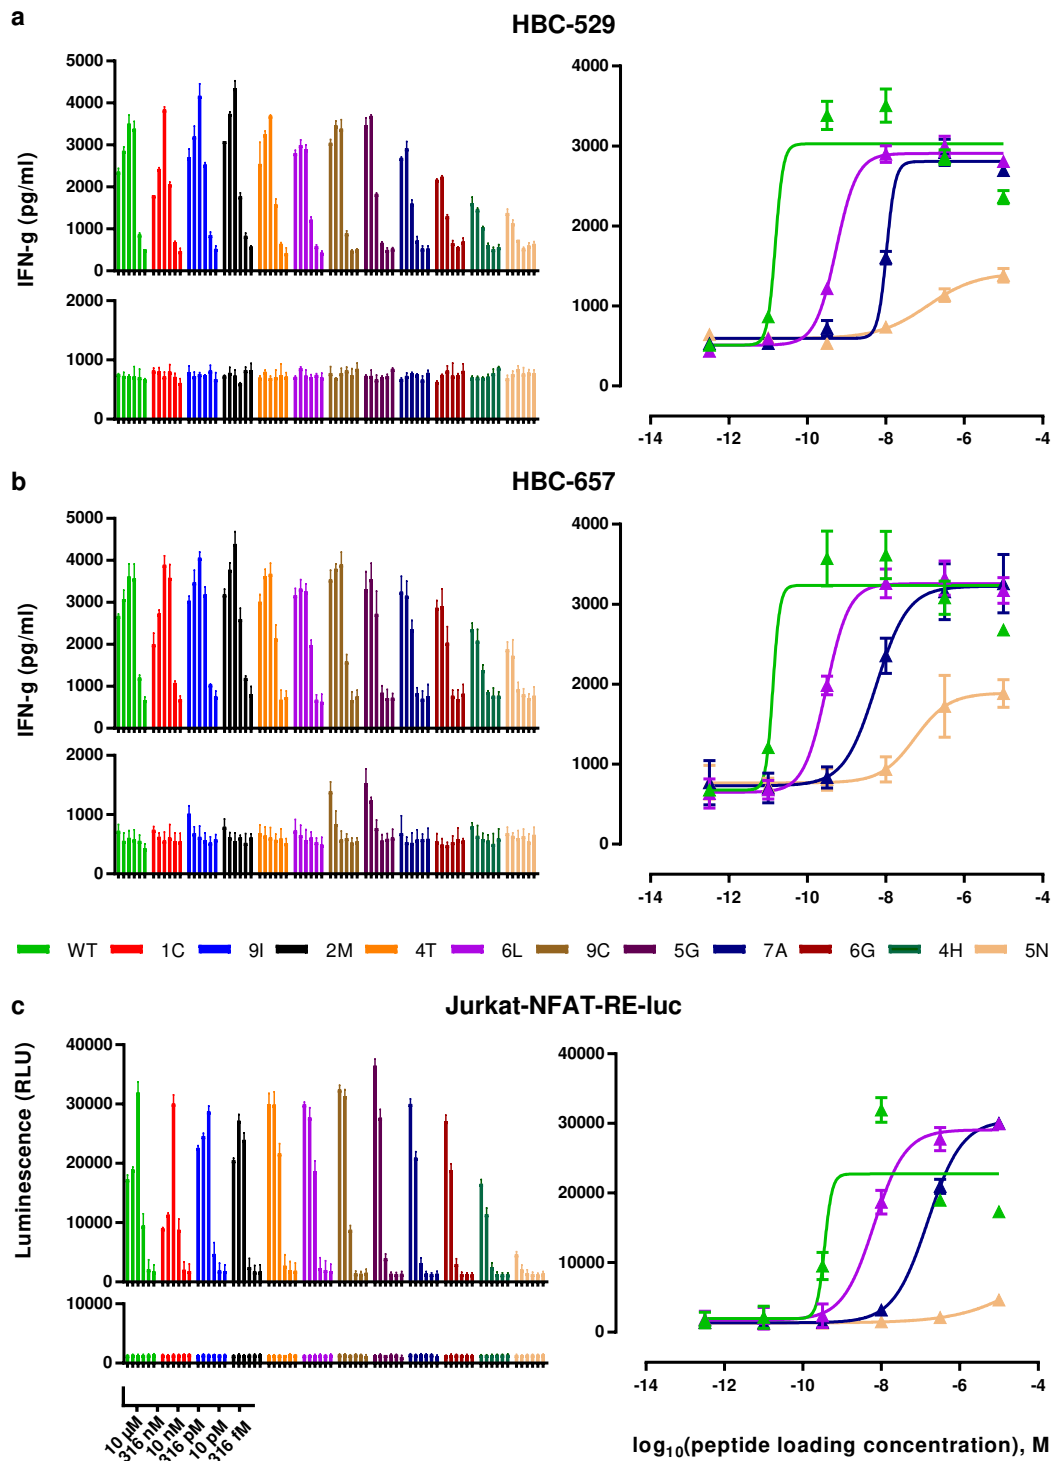 a
HBC-529
IFN-g (pg/ml)
5000
4000
3000
2000
1000
0
2000
1000
0
4000
3000
2000
1000
0
-14 -12 -10 -8 -6 -4
b
HBC-657
IFN-g (pg/ml)
5000
4000
3000
2000
1000
0
2000
1000
0
4000
3000
2000
1000
0
-14 -12 -10 -8 -6 -4
WT 1C 9I 2M 4T 6L 9C 5G 7A 6G 4H 5N
c
Jurkat-NFAT-RE-luc
Luminescence (RLU)
40000
30000
20000
10000
0
10000
0
10 µM
316 nM
10 nM
316 pM
10 pM
316 fM
40000
30000
20000
10000
0
-14 -12 -10 -8 -6 -4
log10(peptide loading concentration), M